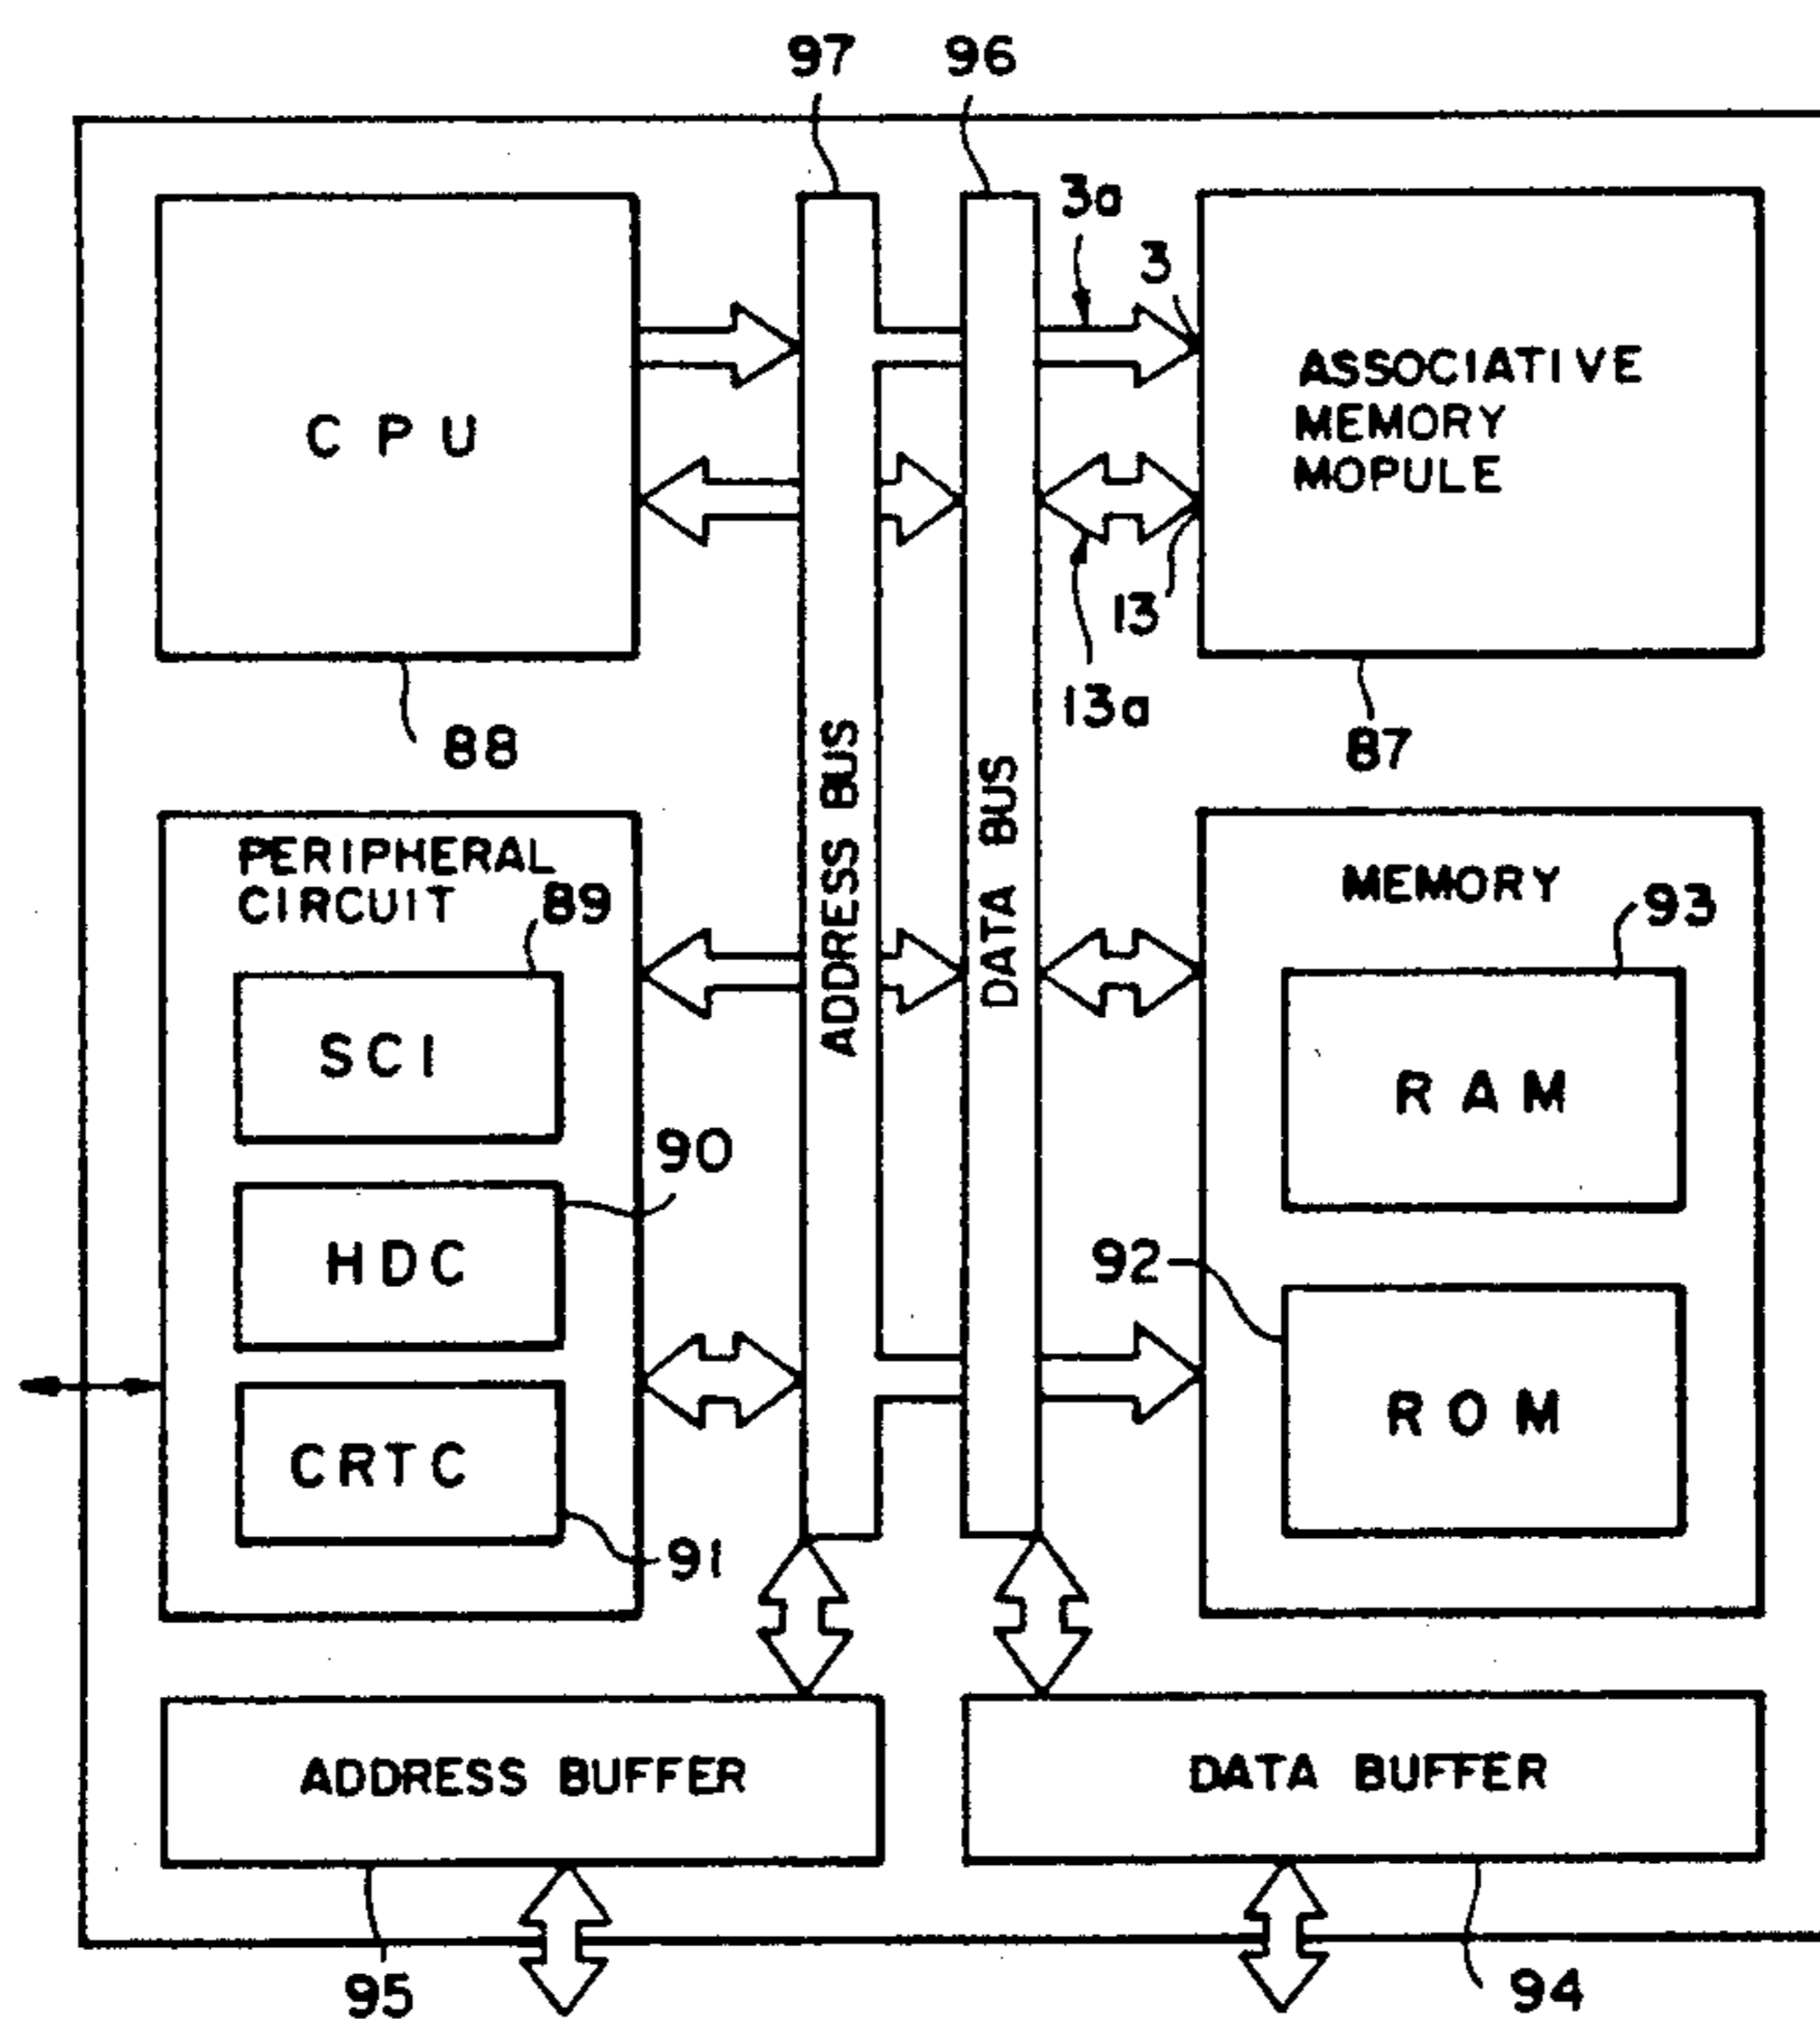 97
96
3a
3
CPU
ASSOCIATIVE
MEMORY
MOPULE
13
13a
88
87
ADDRESS BUS
DATA BUS
PERIPHERAL
CIRCUIT
89
MEMORY
93
SCI
RAM
90
HDC
92
ROM
CRTC
91
ADDRESS BUFFER
DATA BUFFER
95
94